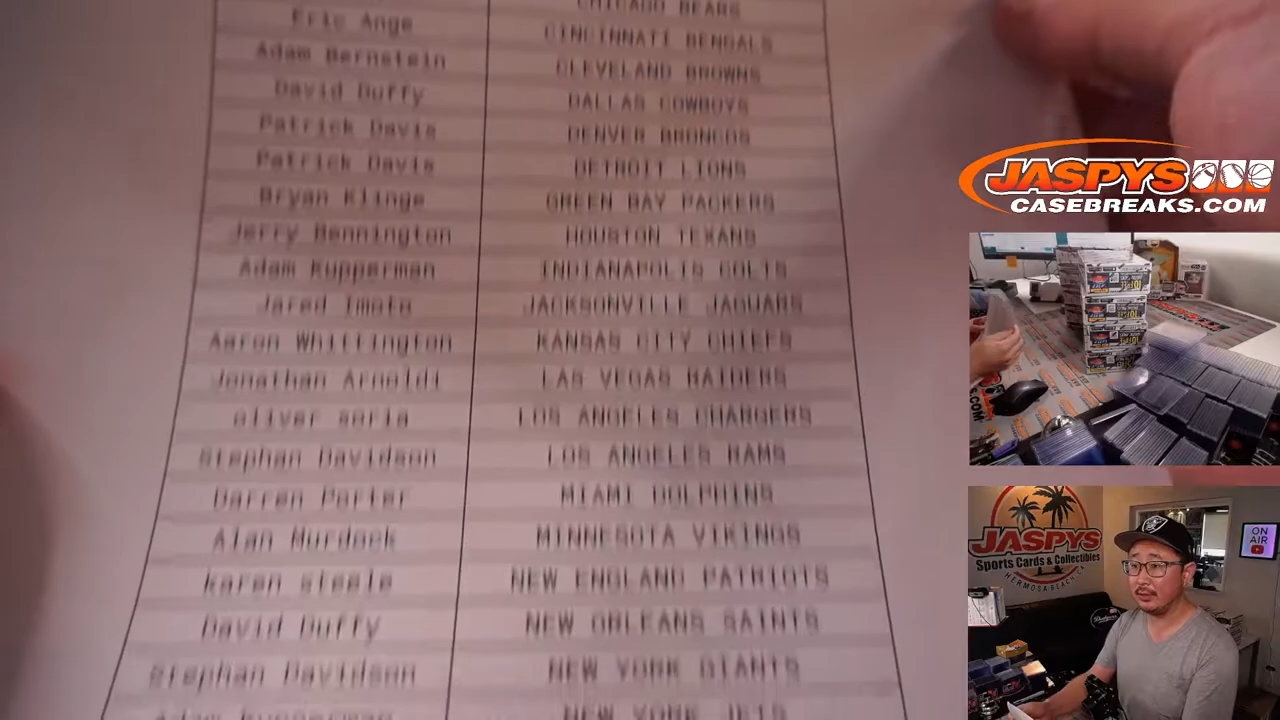 CHICAGO BEARS
Eric Ange CINCINNATI BENGALS
Adam Bernstein CLEVELAND BROWNS
David Duffy DALLAS COWBOYS
Patrick Davis DENVER BRONCOS
Patrick Davis DETROIT LIONS
Bryan Klinge GREEN BAY PACKERS
Jerry Bennington HOUSTON TEXANS
Adam Kupperman INDIANAPOLIS COLTS
Jared Imoto JACKSONVILLE JAGUARS
Aaron Whittington KANSAS CITY CHIEFS
Jonathan Arnoldi LAS VEGAS RAIDERS
oliver soria LOS ANGELES CHARGERS
Stephan Davidson LOS ANGELES RAMS
Darren Porter MIAMI DOLPHINS
Alan Murdock MINNESOTA VIKINGS
karen steele NEW ENGLAND PATRIOTS
David Duffy NEW ORLEANS SAINTS
Stephan Davidson NEW YORK GIANTS
Adam Kupperman NEW YORK JETS
JASPYS
CASEBREAKS.COM
JASPYS
Sports Cards & Collectibles
HERMOSA BEACH, CA
ON
AIR